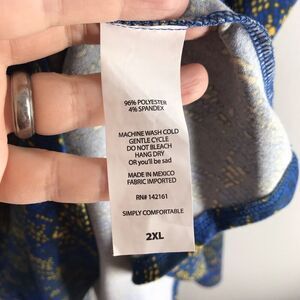 96% POLYESTER
4% SPANDEX
MACHINE WASH COLD
GENTLE CYCLE
DO NOT BLEACH
HANG DRY
OR you'll be sad
MADE IN MEXICO
FABRIC IMPORTED
RN# 142161
SIMPLY COMFORTABLE
2XL